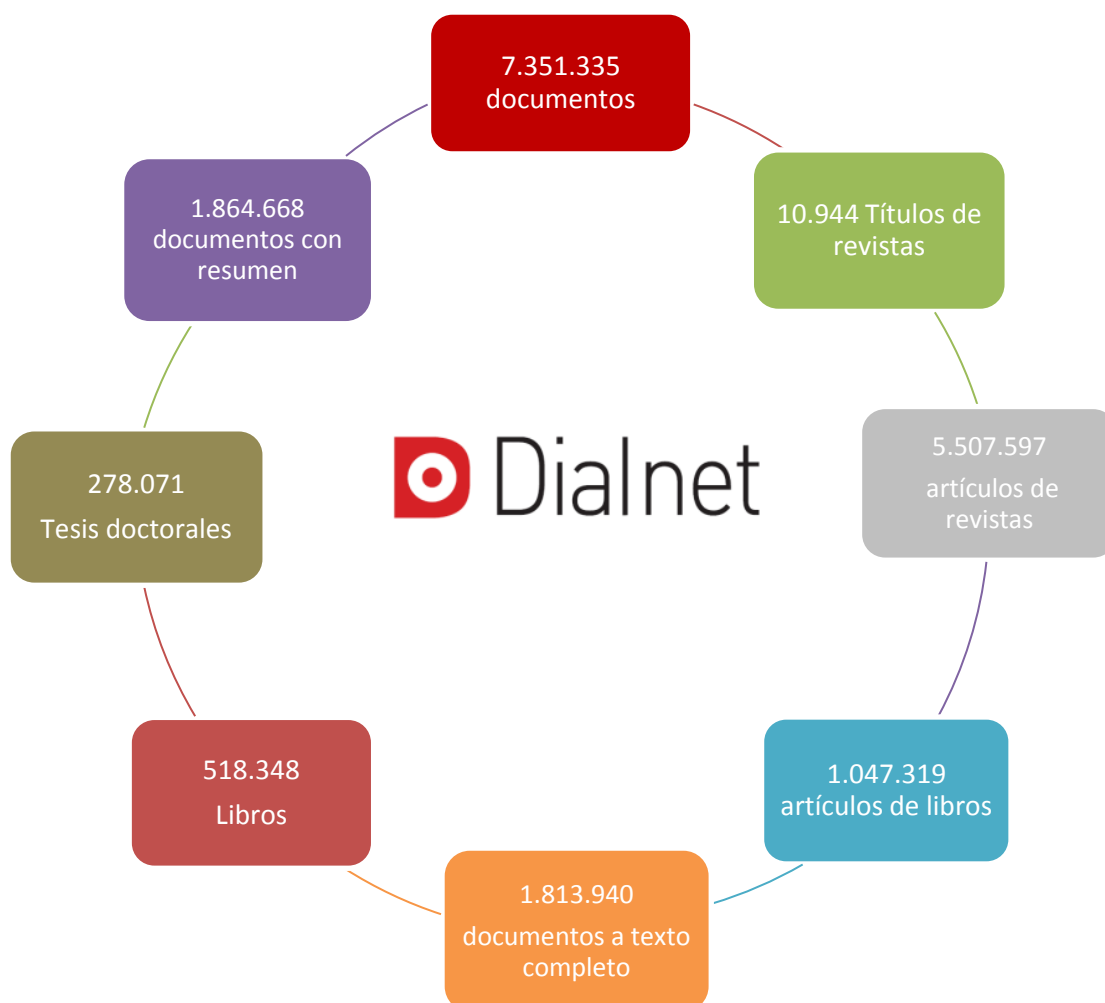 7.351.335
documentos
10.944 Títulos de
revistas
5.507.597
artículos de
revistas
1.047.319
artículos de libros
1.813.940
documentos a texto
completo
518.348
Libros
278.071
Tesis doctorales
1.864.668
documentos con
resumen
Dialnet